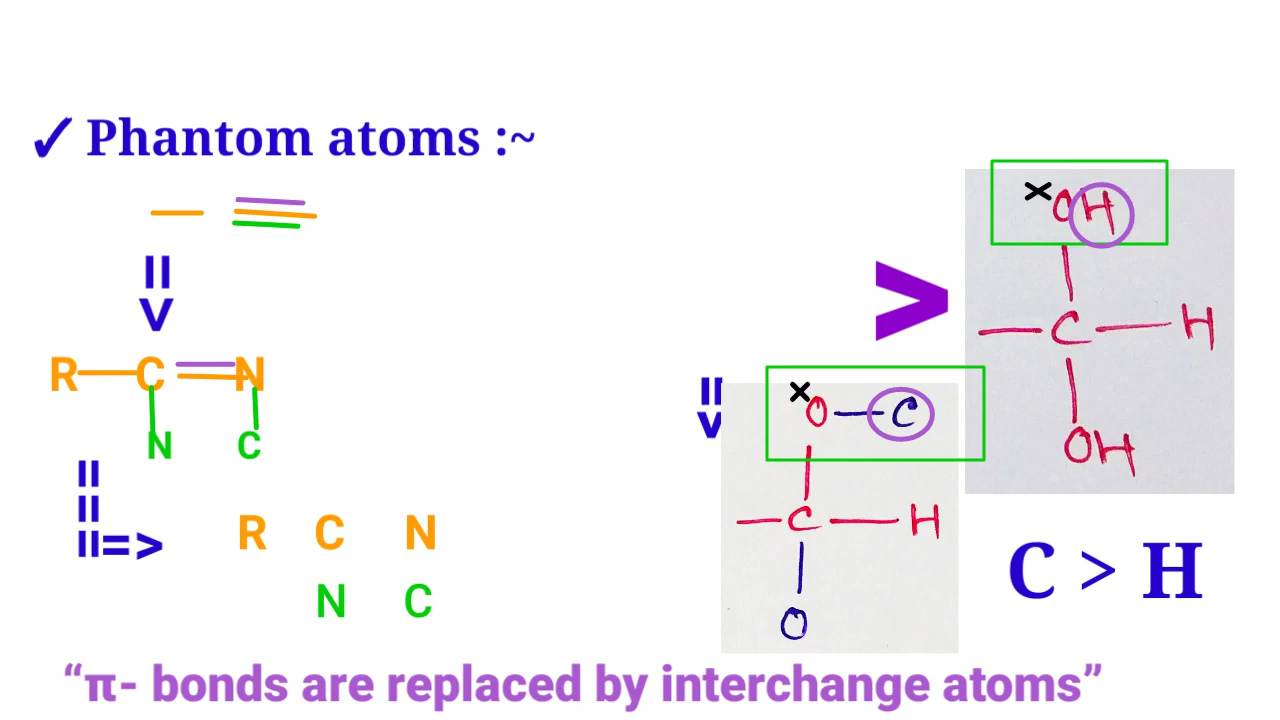 ✓ Phantom atoms :~
— ≡
=>
R—C=N
N C
=>
R C N
N C
“π- bonds are replaced by interchange atoms”
=>
× O—C
—C—H
O
>
× OH
—C—H
OH
C > H